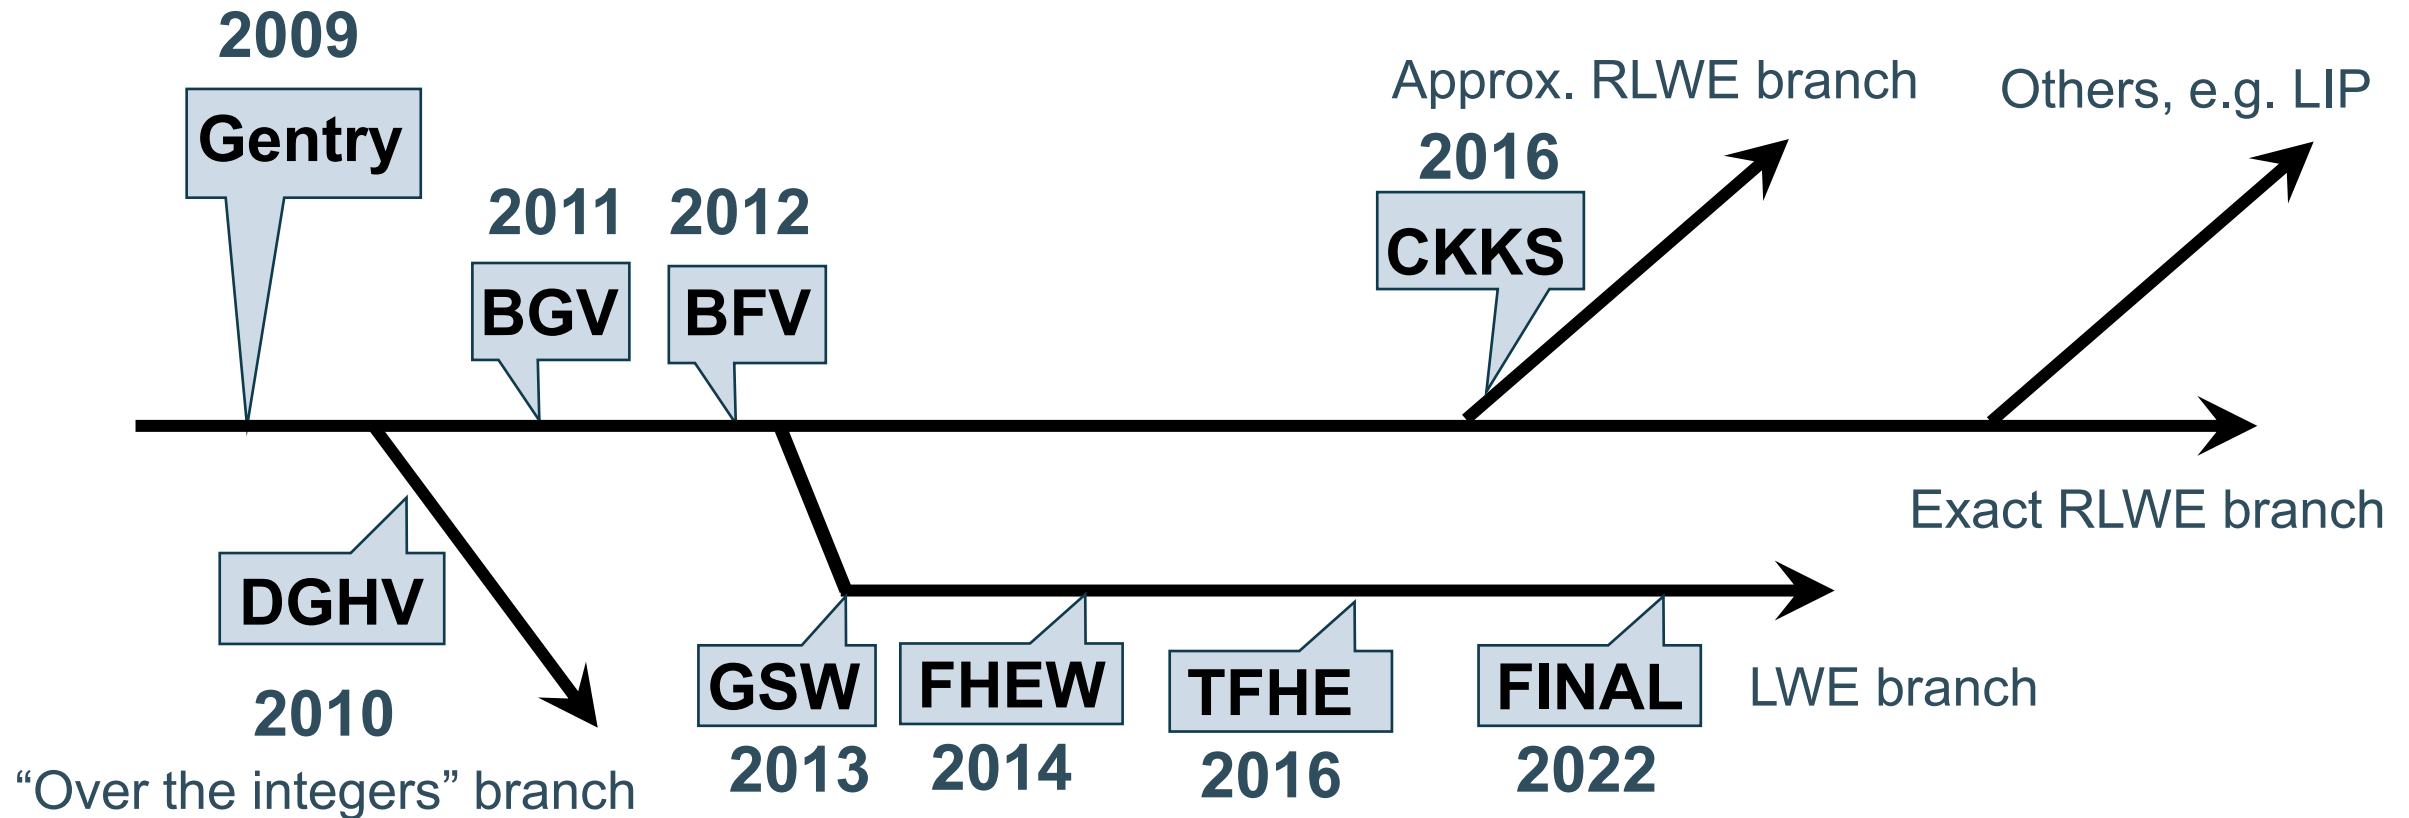 2009
Gentry
2011
BGV
2012
BFV
Approx. RLWE branch
2016
CKKS
Others, e.g. LIP
Exact RLWE branch
DGHV
2010
“Over the integers” branch
GSW
2013
FHEW
2014
TFHE
2016
FINAL
2022
LWE branch